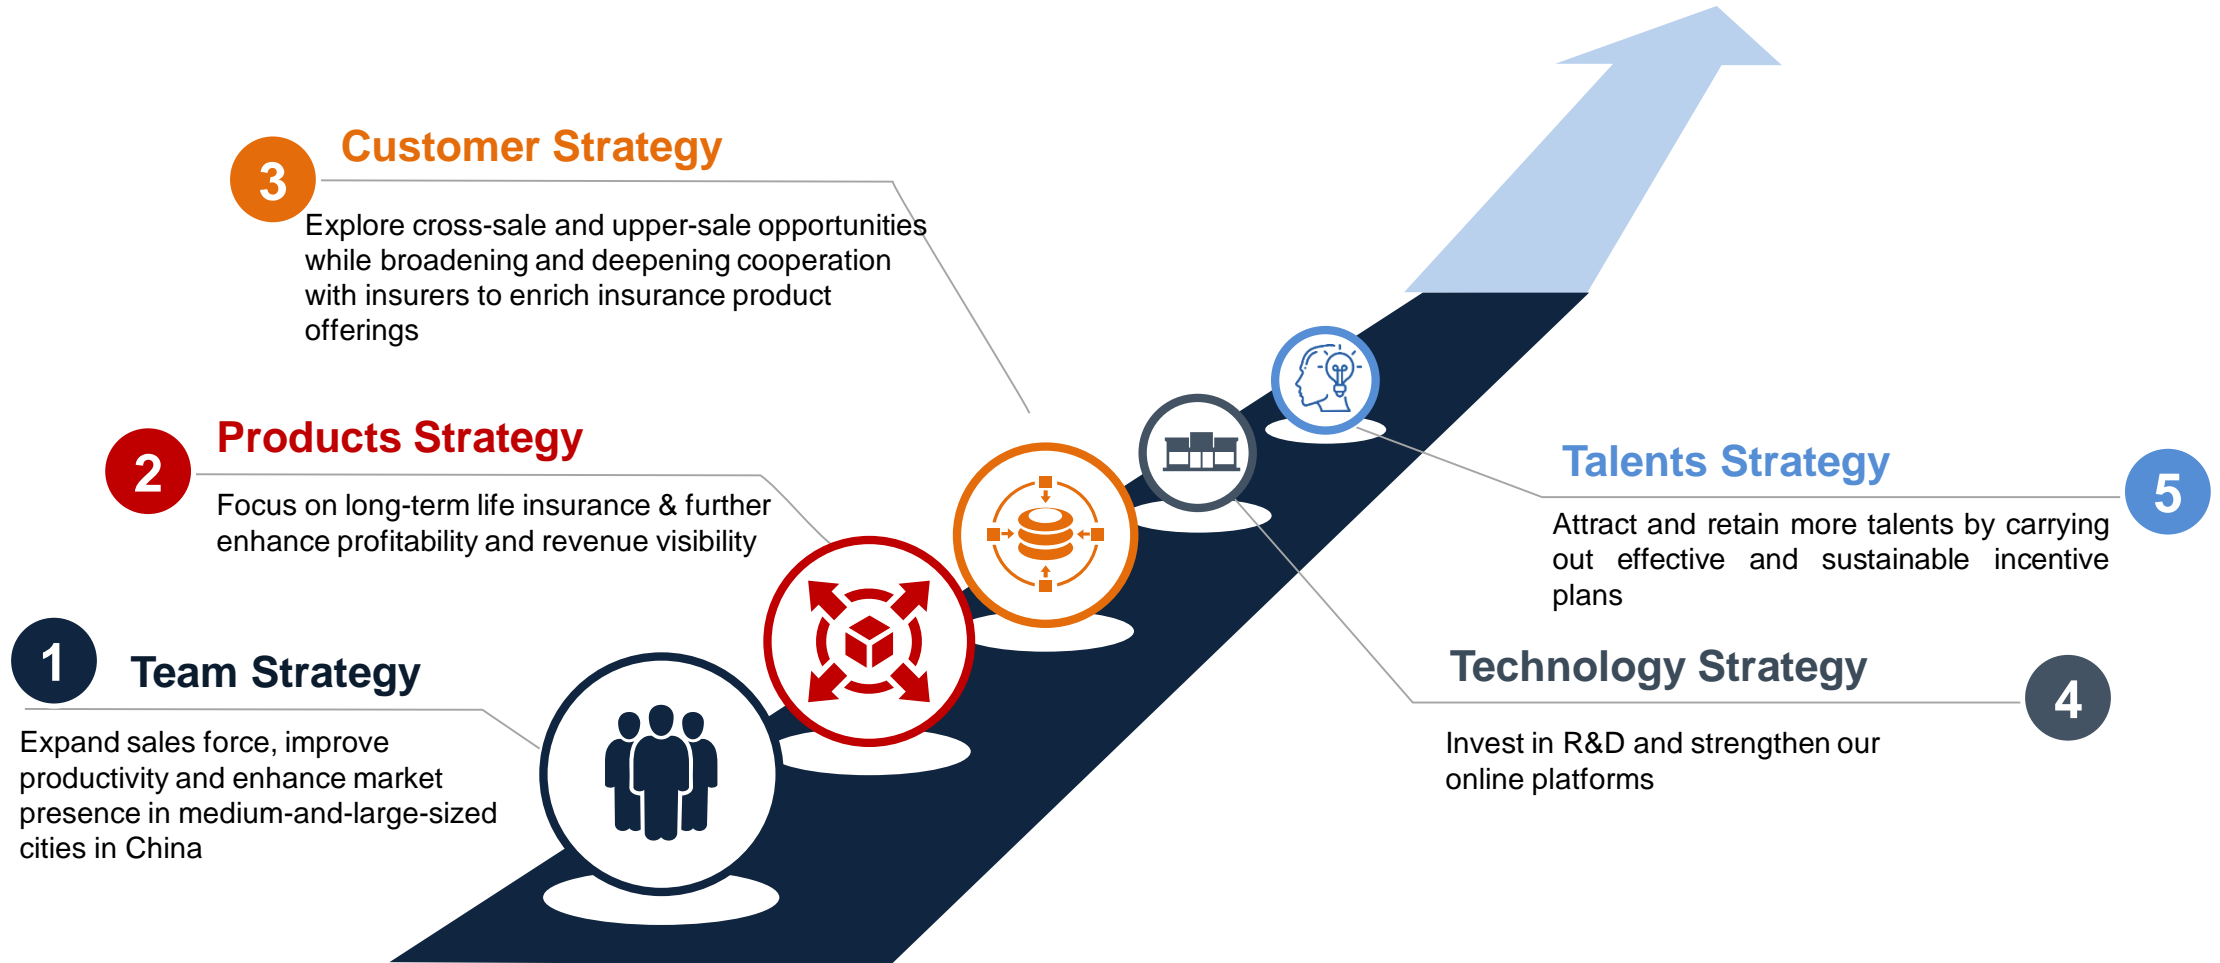 3
Customer Strategy
Explore cross-sale and upper-sale opportunities
while broadening and deepening cooperation
with insurers to enrich insurance product
offerings
2
Products Strategy
Focus on long-term life insurance & further
enhance profitability and revenue visibility
1
Team Strategy
Expand sales force, improve
productivity and enhance market
presence in medium-and-large-sized
cities in China
Talents Strategy
5
Attract and retain more talents by carrying
out effective and sustainable incentive
plans
Technology Strategy
4
Invest in R&D and strengthen our
online platforms